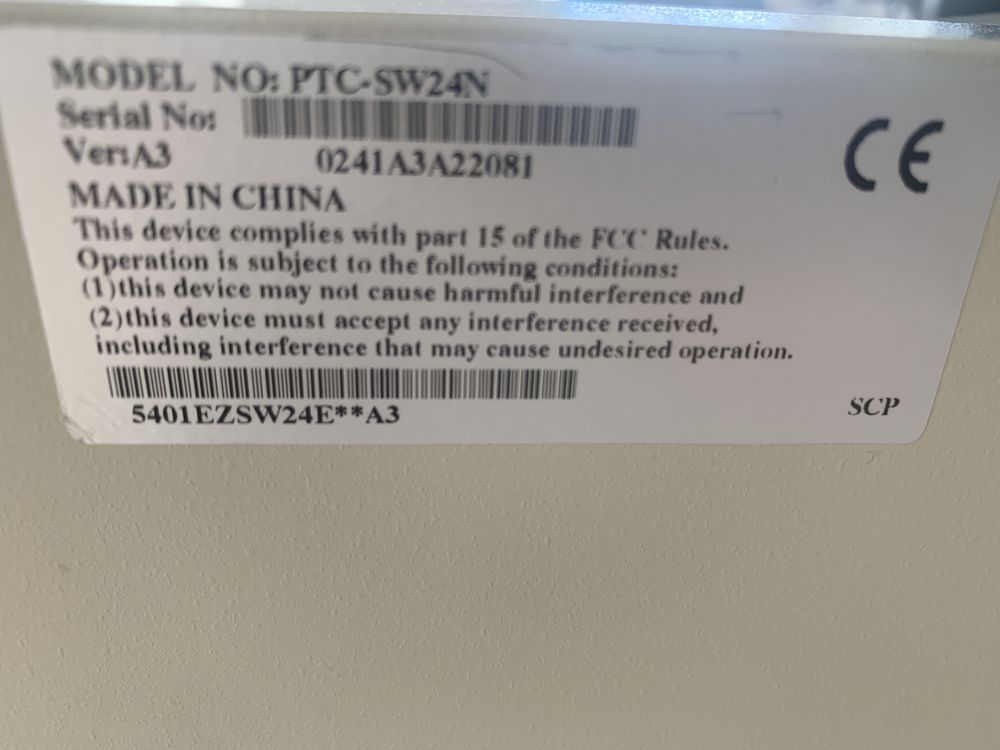 MODEL NO: PTC-SW24N
Serial No:
Ver:A3 0241A3A22081
MADE IN CHINA
This device complies with part 15 of the FCC Rules.
Operation is subject to the following conditions:
(1)this device may not cause harmful interference and
(2)this device must accept any interference received,
including interference that may cause undesired operation.
5401EZSW24E**A3
CE
SCP